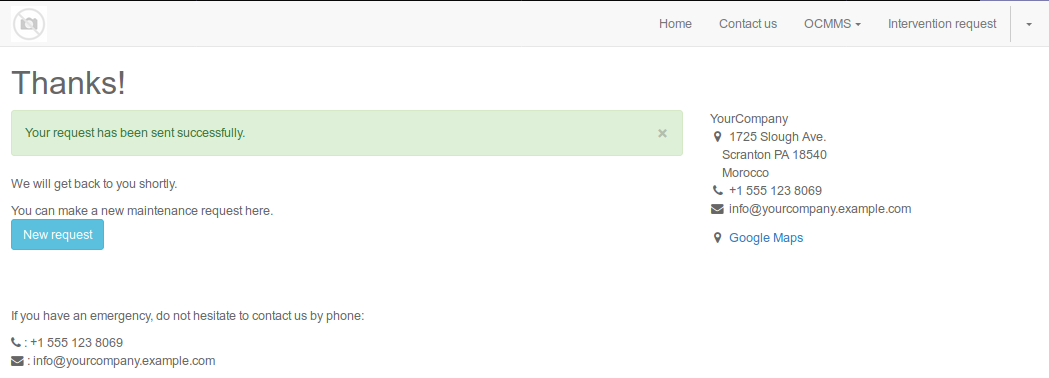 Home Contact us OCMMS Intervention request
Thanks!
Your request has been sent successfully. ×
We will get back to you shortly.
You can make a new maintenance request here.
New request
YourCompany
1725 Slough Ave.
Scranton PA 18540
Morocco
+1 555 123 8069
info@yourcompany.example.com
Google Maps
If you have an emergency, do not hesitate to contact us by phone:
: +1 555 123 8069
: info@yourcompany.example.com